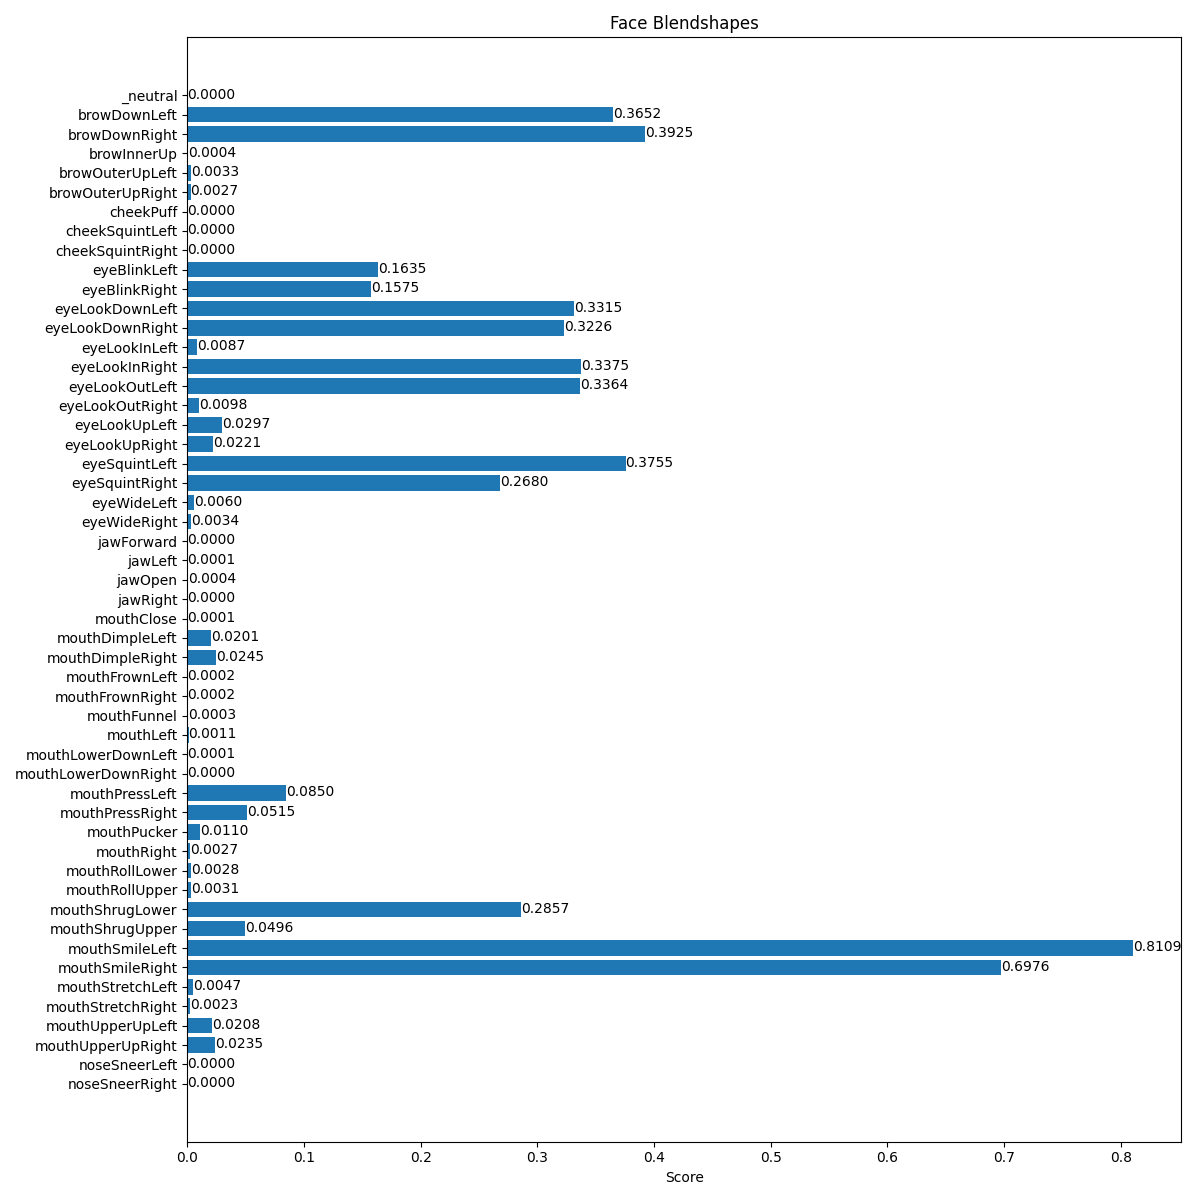 Face Blendshapes
_neutral 0.0000
browDownLeft 0.3652
browDownRight 0.3925
browInnerUp 0.0004
browOuterUpLeft 0.0033
browOuterUpRight 0.0027
cheekPuff 0.0000
cheekSquintLeft 0.0000
cheekSquintRight 0.0000
eyeBlinkLeft 0.1635
eyeBlinkRight 0.1575
eyeLookDownLeft 0.3315
eyeLookDownRight 0.3226
eyeLookInLeft 0.0087
eyeLookInRight 0.3375
eyeLookOutLeft 0.3364
eyeLookOutRight 0.0098
eyeLookUpLeft 0.0297
eyeLookUpRight 0.0221
eyeSquintLeft 0.3755
eyeSquintRight 0.2680
eyeWideLeft 0.0060
eyeWideRight 0.0034
jawForward 0.0000
jawLeft 0.0001
jawOpen 0.0004
jawRight 0.0000
mouthClose 0.0001
mouthDimpleLeft 0.0201
mouthDimpleRight 0.0245
mouthFrownLeft 0.0002
mouthFrownRight 0.0002
mouthFunnel 0.0003
mouthLeft 0.0011
mouthLowerDownLeft 0.0001
mouthLowerDownRight 0.0000
mouthPressLeft 0.0850
mouthPressRight 0.0515
mouthPucker 0.0110
mouthRight 0.0027
mouthRollLower 0.0028
mouthRollUpper 0.0031
mouthShrugLower 0.2857
mouthShrugUpper 0.0496
mouthSmileLeft 0.8109
mouthSmileRight 0.6976
mouthStretchLeft 0.0047
mouthStretchRight 0.0023
mouthUpperUpLeft 0.0208
mouthUpperUpRight 0.0235
noseSneerLeft 0.0000
noseSneerRight 0.0000
0.0 0.1 0.2 0.3 0.4 0.5 0.6 0.7 0.8
Score